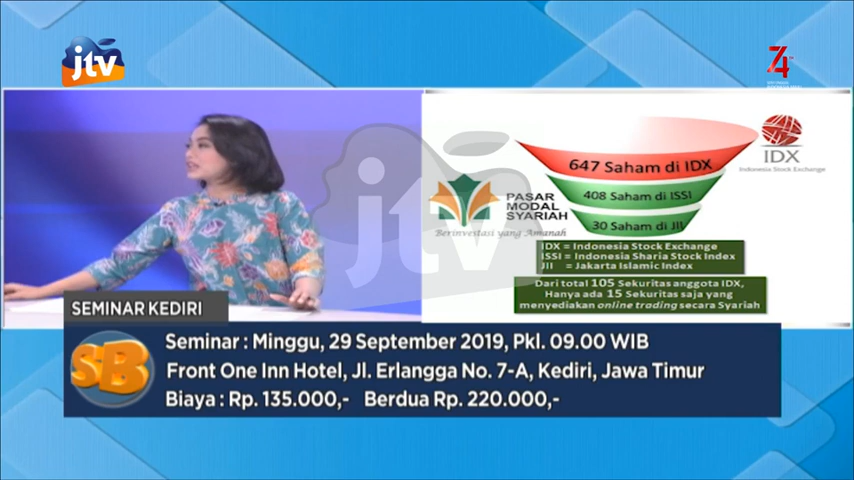 jtv
74
647 Saham di IDX
408 Saham di ISSI
30 Saham di JII
IDX
Indonesia Stock Exchange
PASAR
MODAL
SYARIAH
Berinvestasi yang Amanah
jtv
IDX = Indonesia Stock Exchange
ISSI = Indonesia Sharia Stock Index
JII = Jakarta Islamic Index
Dari total 105 Sekuritas anggota IDX,
Hanya ada 15 Sekuritas saja yang
menyediakan online trading secara Syariah
SEMINAR KEDIRI
SB
Seminar : Minggu, 29 September 2019, Pkl. 09.00 WIB
Front One Inn Hotel, Jl. Erlangga No. 7-A, Kediri, Jawa Timur
Biaya : Rp. 135.000,- Berdua Rp. 220.000,-